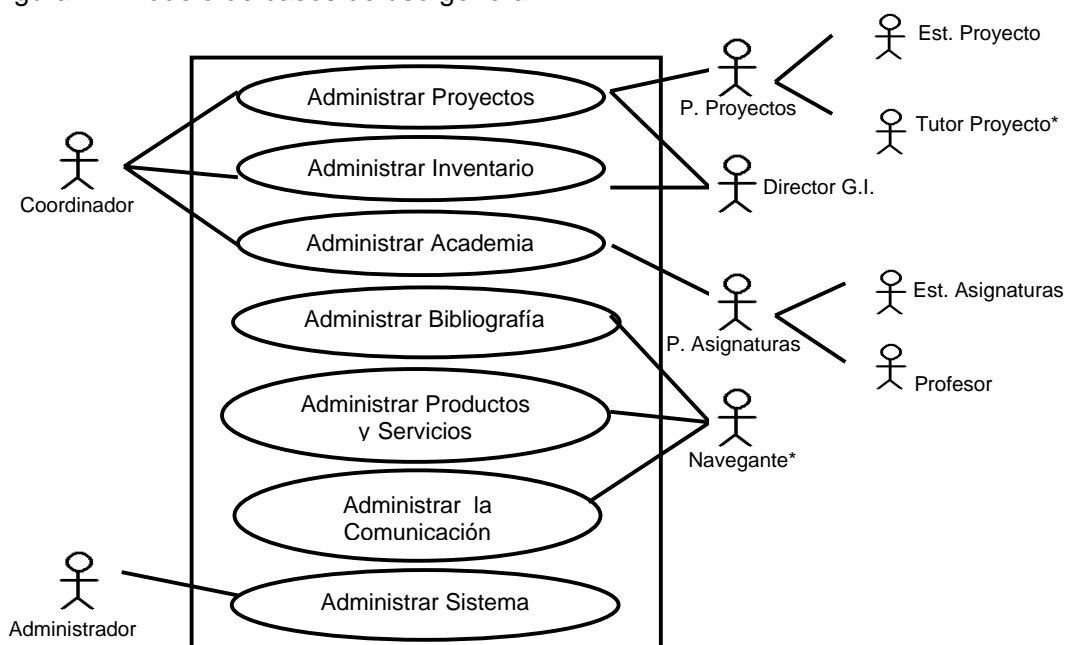 Est. Proyecto
Administrar Proyectos
P. Proyectos
Tutor Proyecto*
Administrar Inventario
Director G.I.
Coordinador
Administrar Academia
Est. Asignaturas
Administrar Bibliografía
P. Asignaturas
Profesor
Administrar Productos
y Servicios
Navegante*
Administrar la
Comunicación
Administrar Sistema
Administrador